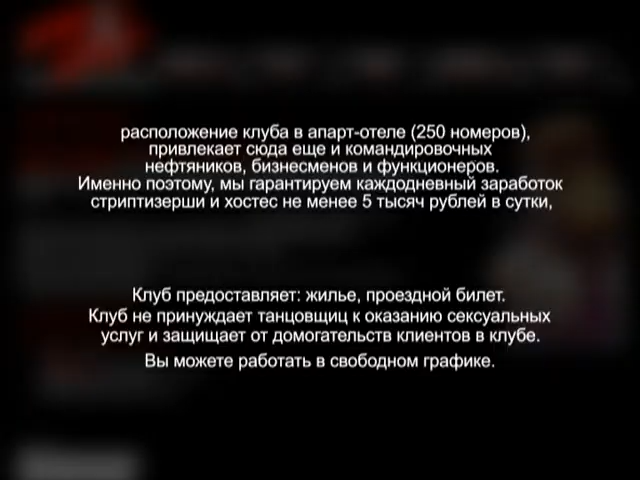 расположение клуба в апарт-отеле (250 номеров),
привлекает сюда еще и командировочных
нефтяников, бизнесменов и функционеров.
Именно поэтому, мы гарантируем каждодневный заработок
стриптизерши и хостес не менее 5 тысяч рублей в сутки,
Клуб предоставляет: жилье, проездной билет.
Клуб не принуждает танцовщиц к оказанию сексуальных
услуг и защищает от домогательств клиентов в клубе.
Вы можете работать в свободном графике.